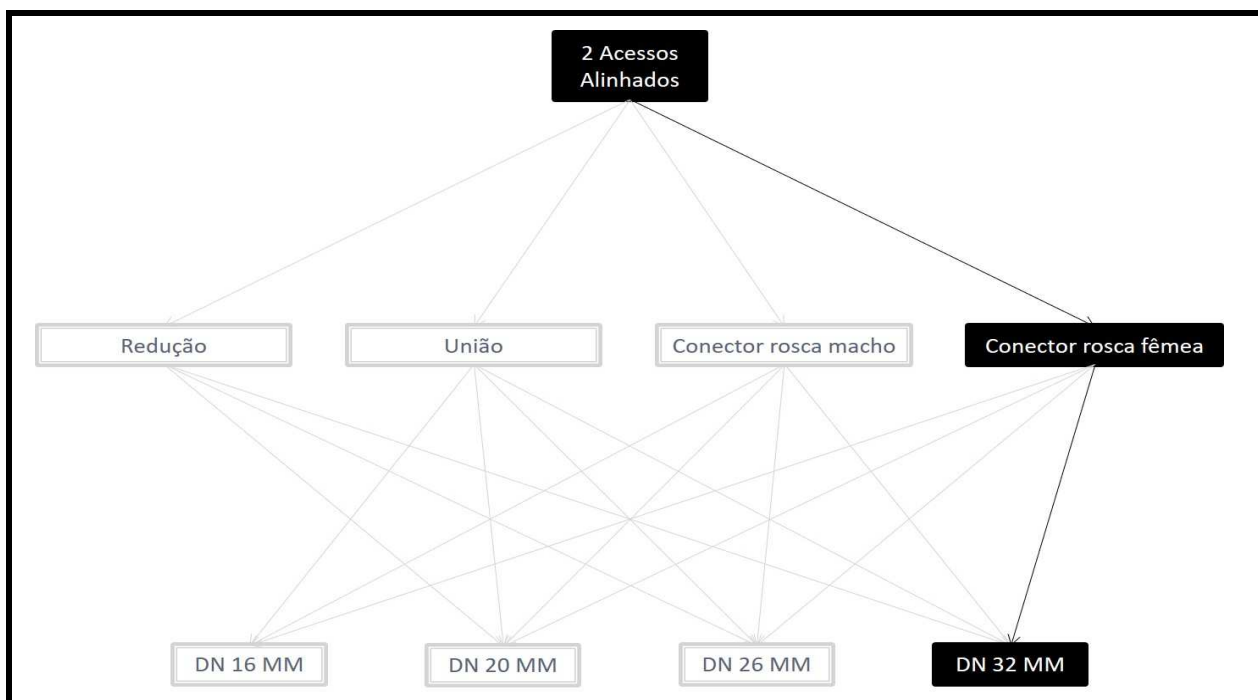 2 Acessos
Alinhados
Redução
União
Conector rosca macho
Conector rosca fêmea
DN 16 MM
DN 20 MM
DN 26 MM
DN 32 MM